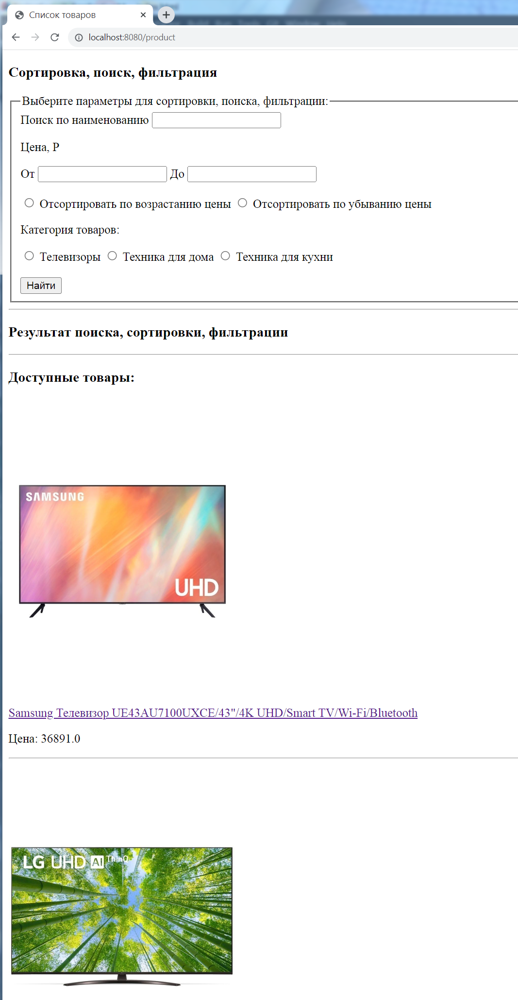 Список товаров
localhost:8080/product
Сортировка, поиск, фильтрация
Выберите параметры для сортировки, поиска, фильтрации:
Поиск по наименованию
Цена, Р
От До
Отсортировать по возрастанию цены Отсортировать по убыванию цены
Категория товаров:
Телевизоры Техника для дома Техника для кухни
Найти
Результат поиска, сортировки, фильтрации
Доступные товары:
SAMSUNG
UHD
Samsung Телевизор UE43AU7100UXCE/43"/4K UHD/Smart TV/Wi-Fi/Bluetooth
Цена: 36891.0
LG UHD AI ThinQ